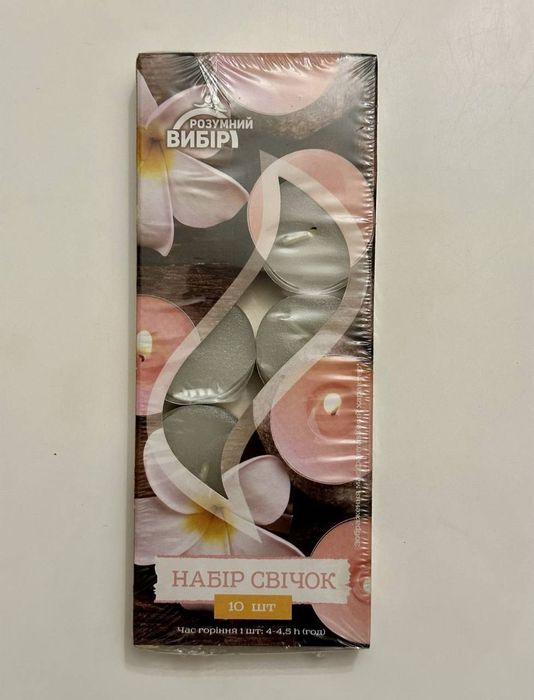 РОЗУМНИЙ
ВИБІР
НАБІР СВІЧОК
10 шт
Час горіння 1 шт: 4-4,5 h (год)